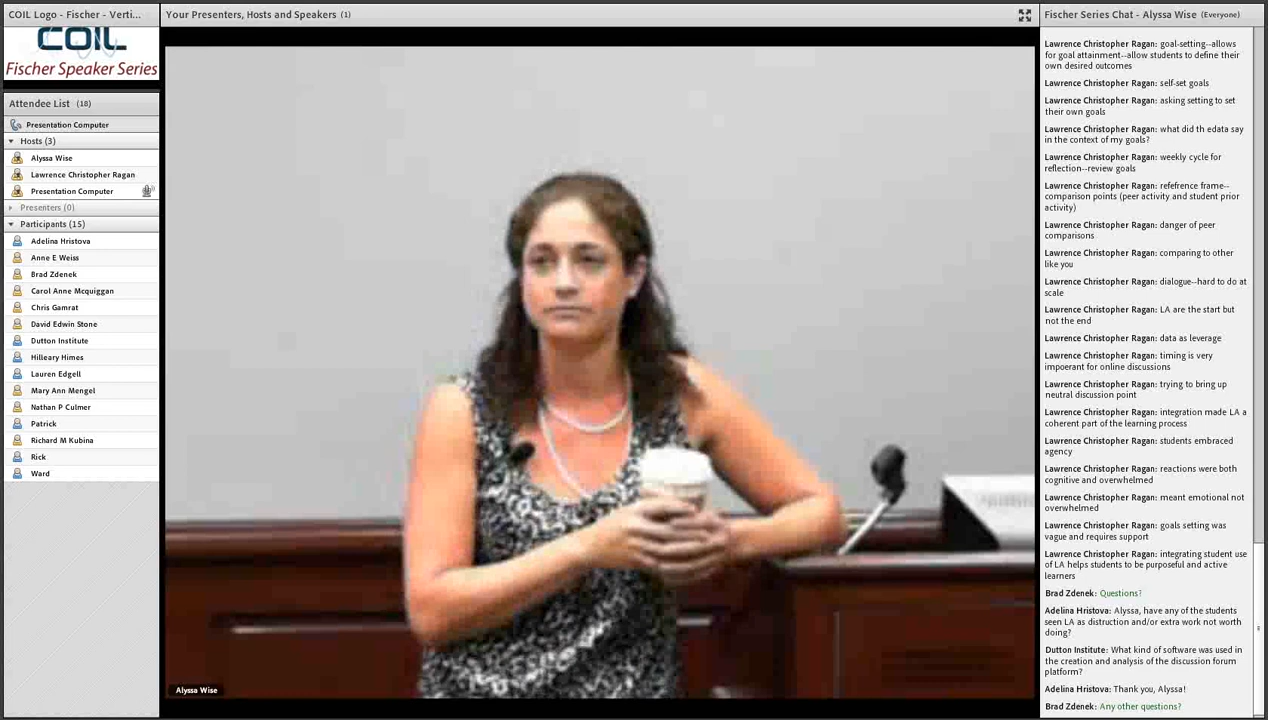 COIL Logo - Fischer - Verti...
COIL
Fischer Speaker Series
Attendee List (18)
Presentation Computer
Hosts (3)
Alyssa Wise
Lawrence Christopher Ragan
Presentation Computer
Presenters (0)
Participants (15)
Adelina Hristova
Anne E Weiss
Brad Zdenek
Carol Anne Mcquiggan
Chris Gamrat
David Edwin Stone
Dutton Institute
Hilleary Himes
Lauren Edgell
Mary Ann Mengel
Nathan P Culmer
Patrick
Richard M Kubina
Rick
Ward
Your Presenters, Hosts and Speakers (1)
Alyssa Wise
Fischer Series Chat - Alyssa Wise (Everyone)
Lawrence Christopher Ragan: goal-setting--allows
for goal attainment--allow students to define their
own desired outcomes
Lawrence Christopher Ragan: self-set goals
Lawrence Christopher Ragan: asking setting to set
their own goals
Lawrence Christopher Ragan: what did th edata say
in the context of my goals?
Lawrence Christopher Ragan: weekly cycle for
reflection--review goals
Lawrence Christopher Ragan: refefrence frame--
comparison points (peer activity and student prior
activity)
Lawrence Christopher Ragan: danger of peer
comparisons
Lawrence Christopher Ragan: comparing to other
like you
Lawrence Christopher Ragan: dialogue--hard to do at
scale
Lawrence Christopher Ragan: LA are the start but
not the end
Lawrence Christopher Ragan: data as leverage
Lawrence Christopher Ragan: timing is very
impoerant for online discussions
Lawrence Christopher Ragan: trying to bring up
neutral discussion point
Lawrence Christopher Ragan: integration made LA a
coherent part of the learning process
Lawrence Christopher Ragan: students embraced
agency
Lawrence Christopher Ragan: reactions were both
cognitive and overwhelmed
Lawrence Christopher Ragan: meant emotional not
overwhelmed
Lawrence Christopher Ragan: goals setting was
vague and requires support
Lawrence Christopher Ragan: integrating student use
of LA helps students to be purposeful and active
learners
Brad Zdenek: Questions?
Adelina Hristova: Alyssa, have any of the students
seen LA as distruction and/or extra work not worth
doing?
Dutton Institute: What kind of software was used in
the creation and analysis of the discussion forum
platform?
Adelina Hristova: Thank you, Alyssa!
Brad Zdenek: Any other questions?